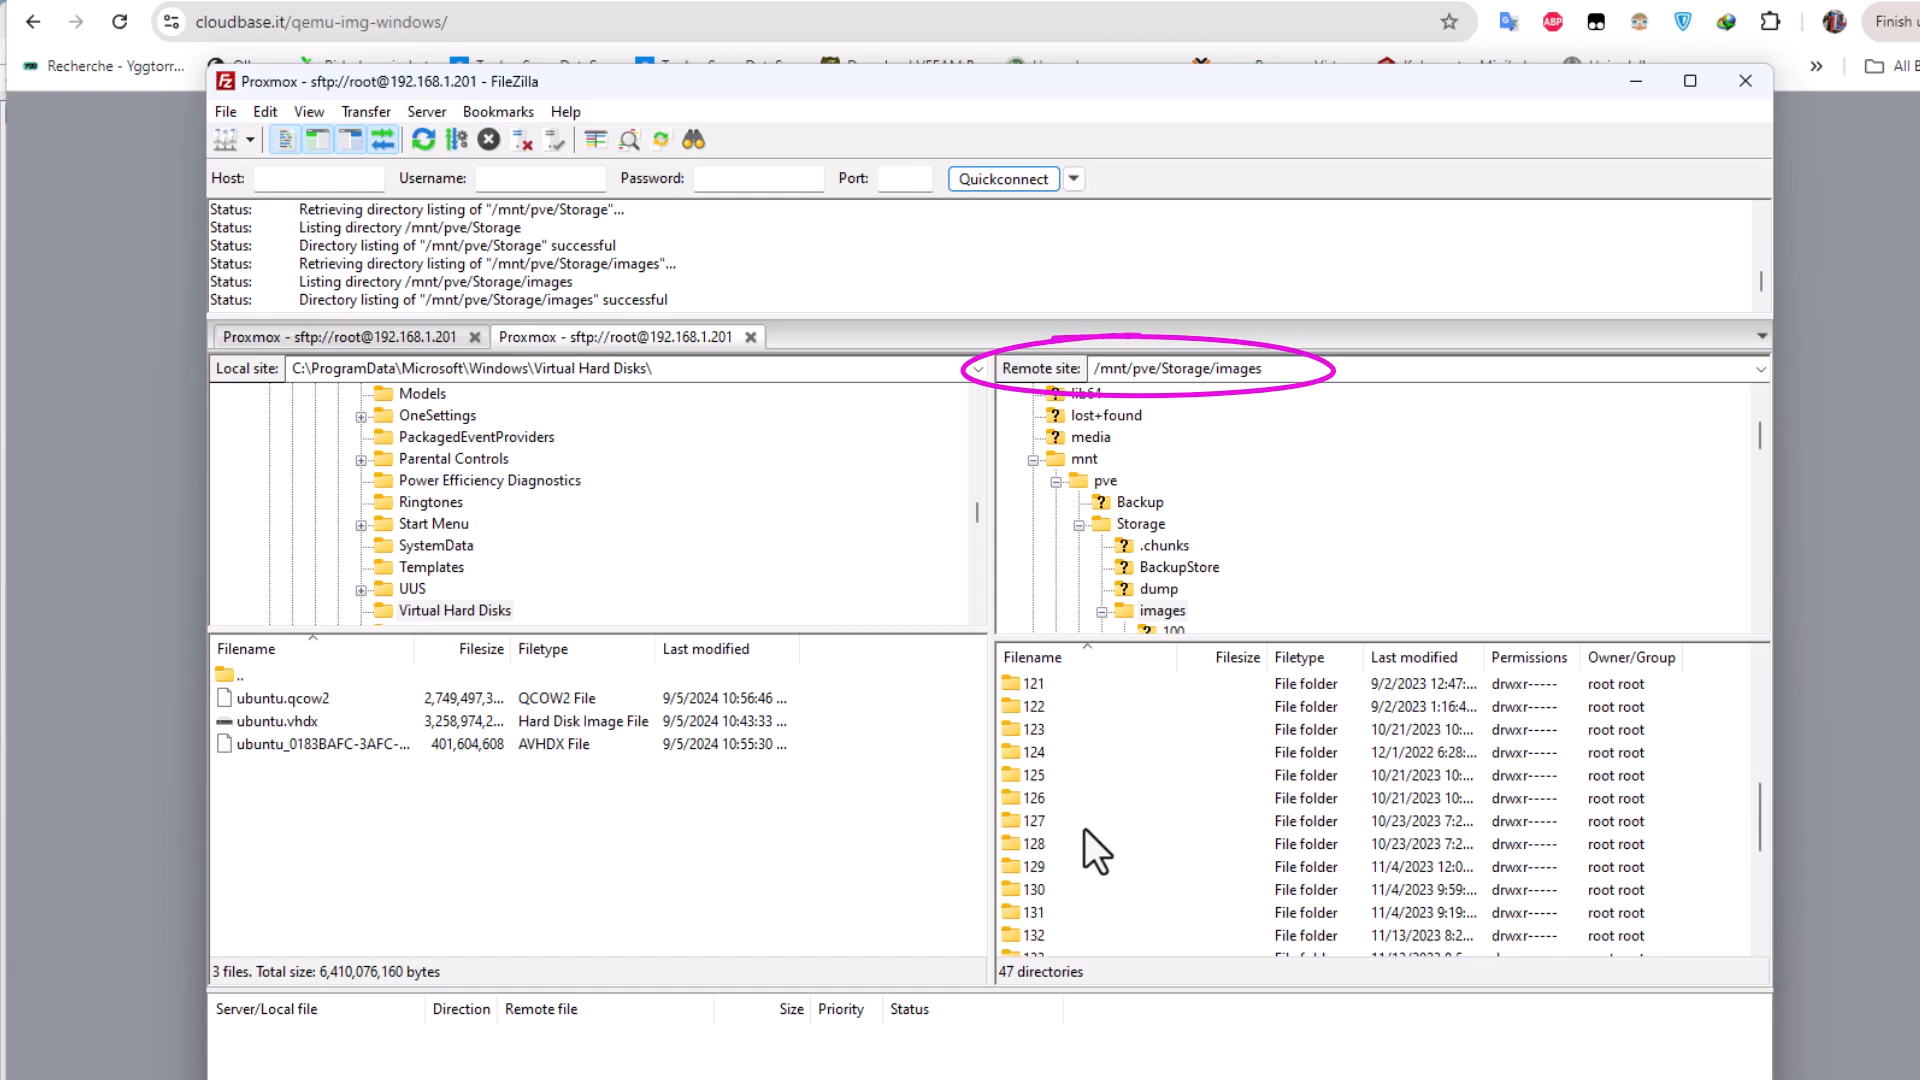 cloudbase.it/qemu-img-windows/
ABP
Finish
Recherche - Yggtorr...
All
Proxmox - sftp://root@192.168.1.201 - FileZilla
File Edit View Transfer Server Bookmarks Help
Host: Username: Password: Port: Quickconnect
Status: Retrieving directory listing of "/mnt/pve/Storage"...
Status: Listing directory /mnt/pve/Storage
Status: Directory listing of "/mnt/pve/Storage" successful
Status: Retrieving directory listing of "/mnt/pve/Storage/images"...
Status: Listing directory /mnt/pve/Storage/images
Status: Directory listing of "/mnt/pve/Storage/images" successful
Proxmox - sftp://root@192.168.1.201 Proxmox - sftp://root@192.168.1.201
Local site: C:\ProgramData\Microsoft\Windows\Virtual Hard Disks\
Models
OneSettings
PackagedEventProviders
Parental Controls
Power Efficiency Diagnostics
Ringtones
Start Menu
SystemData
Templates
UUS
Virtual Hard Disks
Filename Filesize Filetype Last modified
..
ubuntu.qcow2 2,749,497,3... QCOW2 File 9/5/2024 10:56:46 ...
ubuntu.vhdx 3,258,974,2... Hard Disk Image File 9/5/2024 10:43:33 ...
ubuntu_0183BAFC-3AFC-... 401,604,608 AVHDX File 9/5/2024 10:55:30 ...
3 files. Total size: 6,410,076,160 bytes
Remote site: /mnt/pve/Storage/images
lib64
lost+found
media
mnt
pve
Backup
Storage
.chunks
BackupStore
dump
images
100
Filename Filesize Filetype Last modified Permissions Owner/Group
121 File folder 9/2/2023 12:47:... drwxr----- root root
122 File folder 9/2/2023 1:16:4... drwxr----- root root
123 File folder 10/21/2023 10:... drwxr----- root root
124 File folder 12/1/2022 6:28:... drwxr----- root root
125 File folder 10/21/2023 10:... drwxr----- root root
126 File folder 10/21/2023 10:... drwxr----- root root
127 File folder 10/23/2023 7:2... drwxr----- root root
128 File folder 10/23/2023 7:2... drwxr----- root root
129 File folder 11/4/2023 12:0... drwxr----- root root
130 File folder 11/4/2023 9:59:... drwxr----- root root
131 File folder 11/4/2023 9:19:... drwxr----- root root
132 File folder 11/13/2023 8:2... drwxr----- root root
47 directories
Server/Local file Direction Remote file Size Priority Status